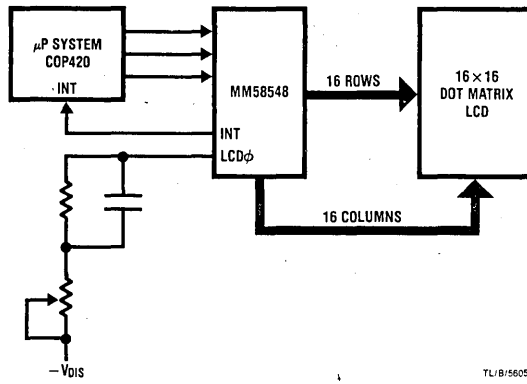 μP SYSTEM
COP420
INT
MM58548
INT
LCDϕ
16 ROWS
16 × 16
DOT MATRIX
LCD
16 COLUMNS
−VDIS
TL/B/5605